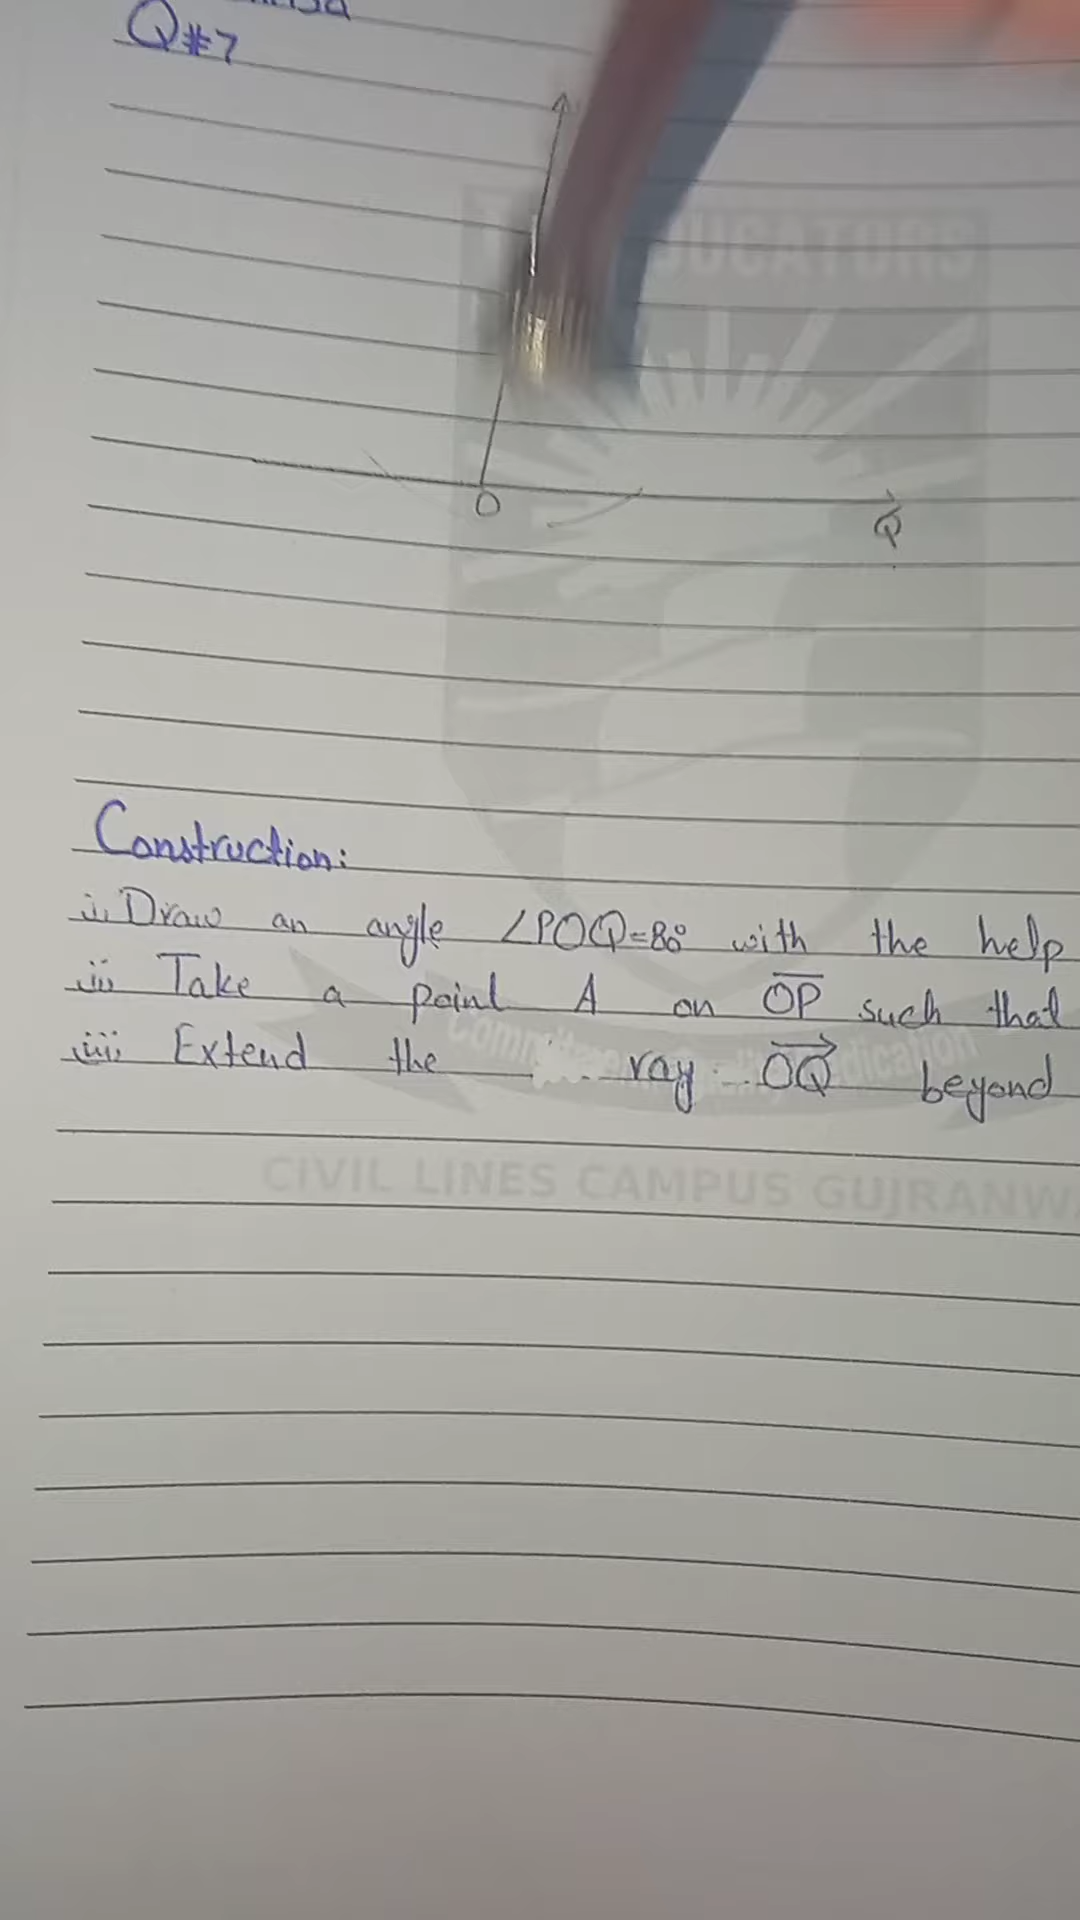 Q#7
O
Q
Construction:
i, Draw an angle ∠POQ=80° with the help
ii, Take a point A on OP such that
iii, Extend the ray OQ beyond
CIVIL LINES CAMPUS GUJRANWA